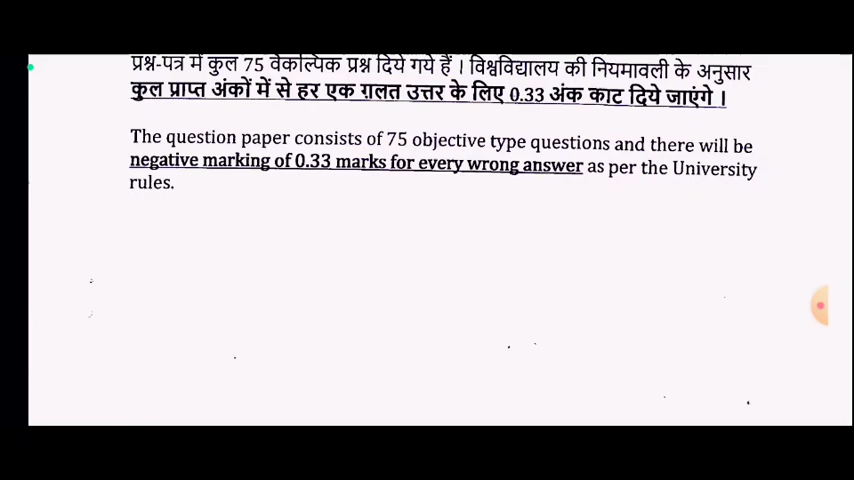 प्रश्न-पत्र में कुल 75 वेकल्पिक प्रश्न दिये गये हैं । विश्वविद्यालय की नियमावली के अनुसार
कुल प्राप्त अंकों में से हर एक ग़लत उत्तर के लिए 0.33 अंक काट दिये जाएंगे ।
The question paper consists of 75 objective type questions and there will be
negative marking of 0.33 marks for every wrong answer as per the University
rules.